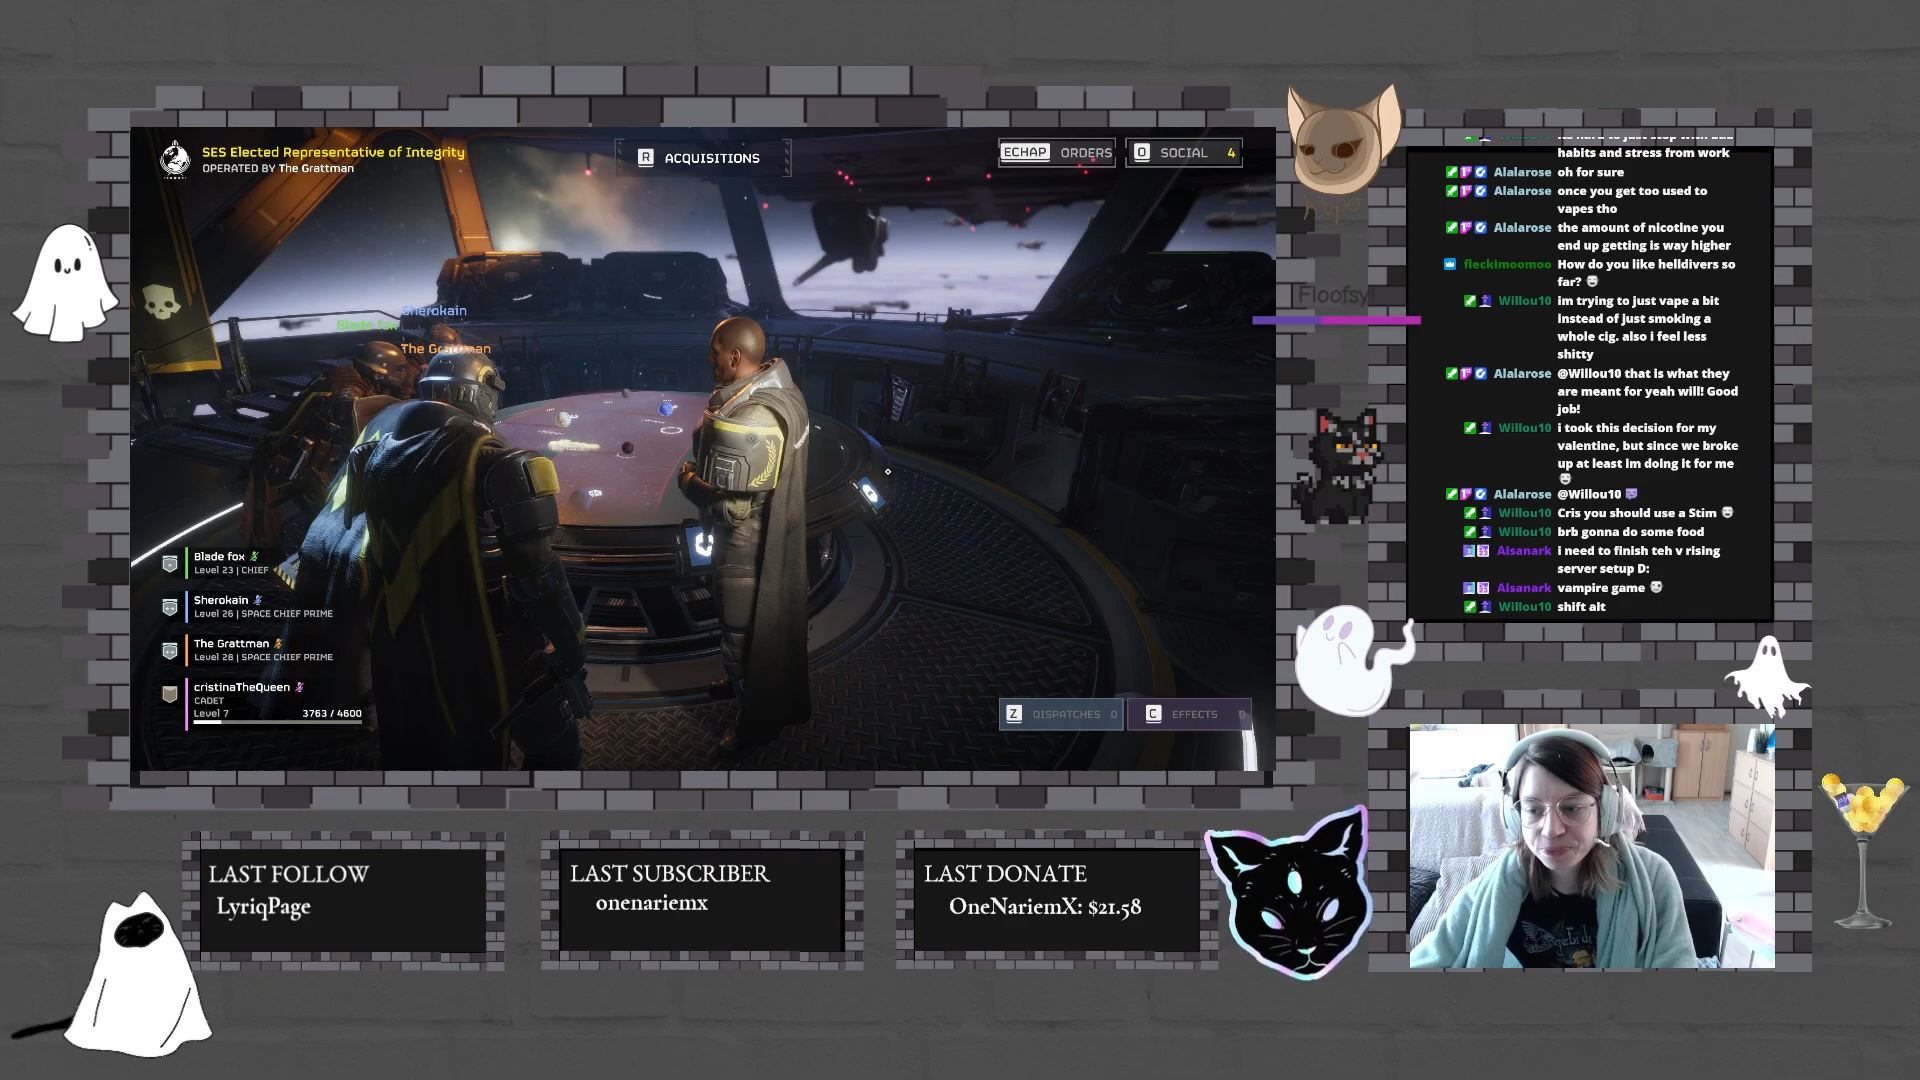 SES Elected Representative of Integrity
OPERATED BY The Grattman
R ACQUISITIONS
ECHAP ORDERS
O SOCIAL 4
Sherokain
Blade fox
The Grattman
Blade fox
Level 23 | CHIEF
Sherokain
Level 26 | SPACE CHIEF PRIME
The Grattman
Level 28 | SPACE CHIEF PRIME
cristinaTheQueen
CADET
Level 7 3763 / 4600
Z DISPATCHES 0
C EFFECTS 0
Floofsy
habits and stress from work
Alalarose oh for sure
Alalarose once you get too used to
vapes tho
Alalarose the amount of nicotine you
end up getting is way higher
fleckimoomoo How do you like helldivers so
far?
Willou10 im trying to just vape a bit
instead of just smoking a
whole cig. also i feel less
shitty
Alalarose @Willou10 that is what they
are meant for yeah will! Good
job!
Willou10 i took this decision for my
valentine, but since we broke
up at least im doing it for me
Alalarose @Willou10
Willou10 Cris you should use a Stim
Willou10 brb gonna do some food
Alsanark i need to finish teh v rising
server setup D:
Alsanark vampire game
Willou10 shift alt
LAST FOLLOW
LyriqPage
LAST SUBSCRIBER
onenariemx
LAST DONATE
OneNariemX: $21.58